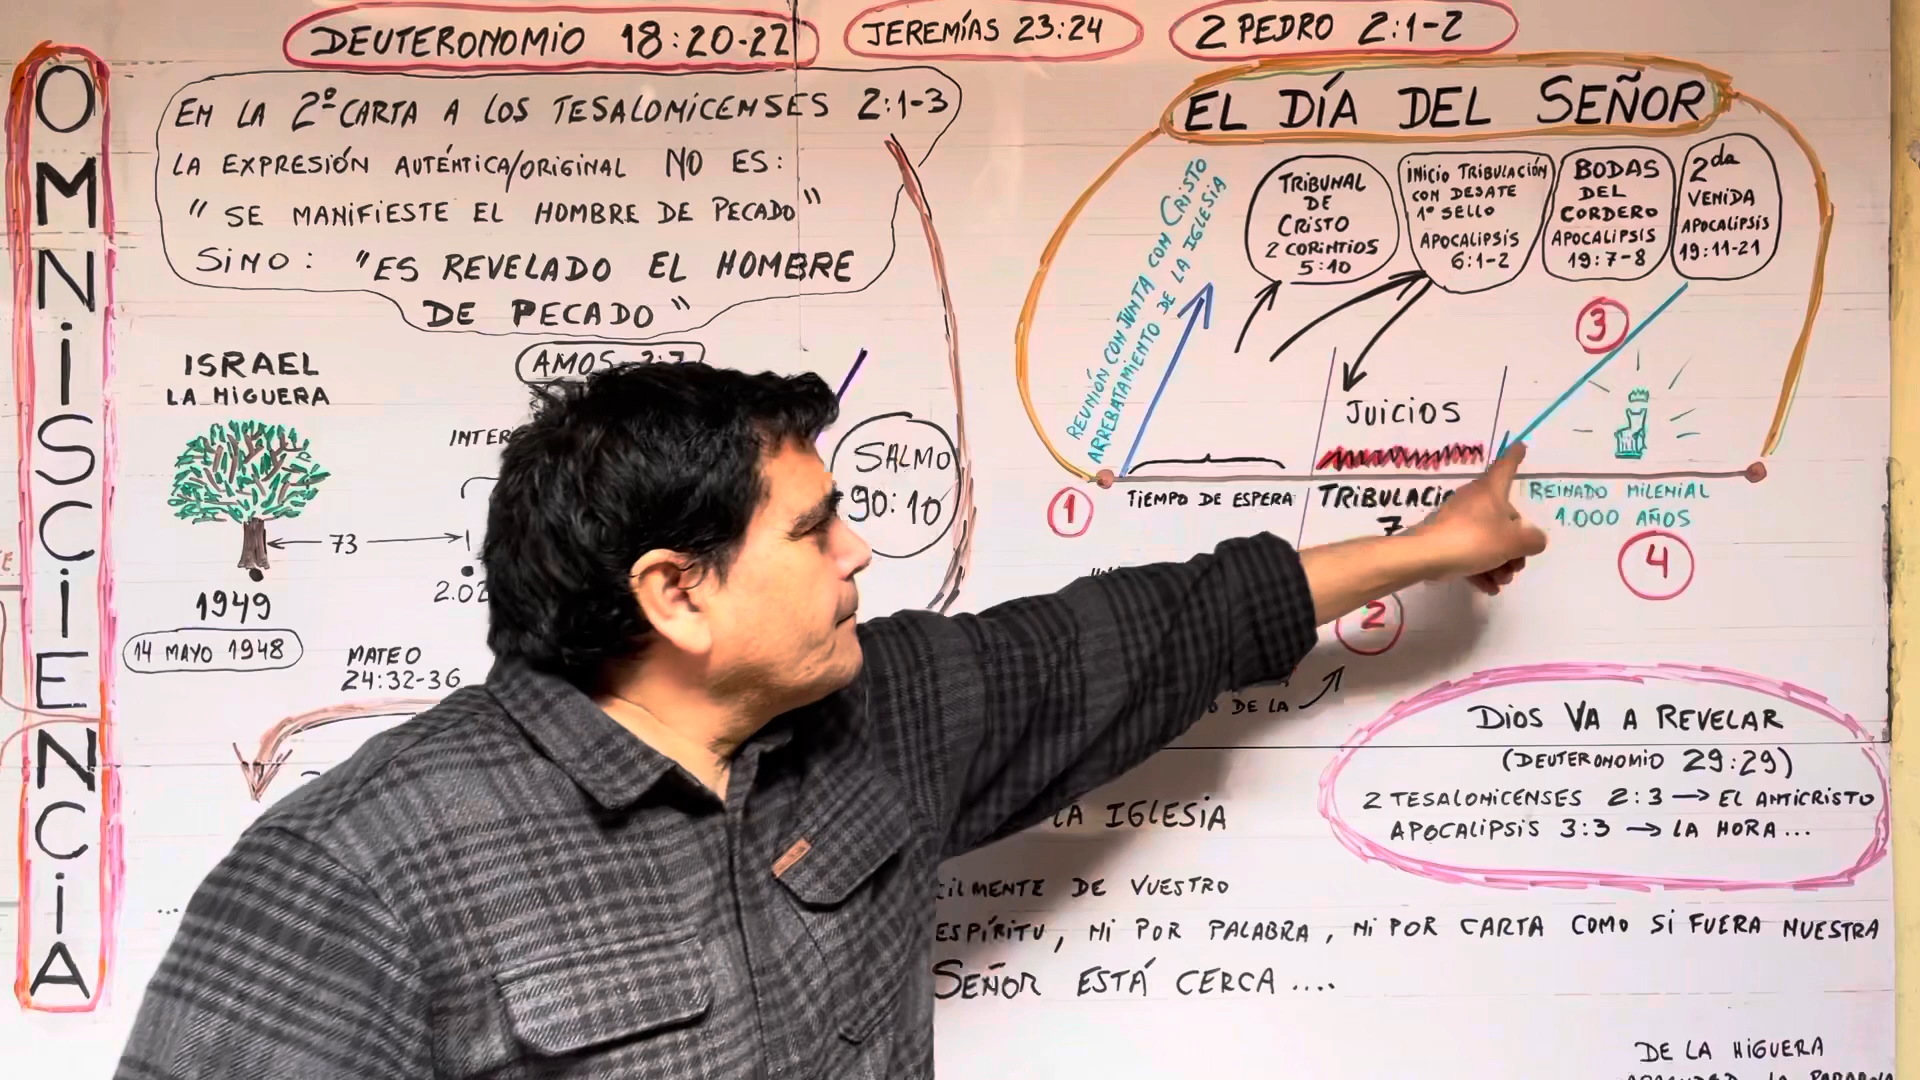 DEUTERONOMIO 18:20-22
JEREMÍAS 23:24
2 PEDRO 2:1-2
OMNISCIENCIA
EN LA 2º CARTA A LOS TESALONICENSES 2:1-3
LA EXPRESIÓN AUTÉNTICA/ORIGINAL NO ES:
"SE MANIFIESTE EL HOMBRE DE PECADO"
SINO: "ES REVELADO EL HOMBRE
DE PECADO"
ISRAEL
LA HIGUERA
73
1949
14 MAYO 1948
AMOS 3:7
INTER
2.02
MATEO
24:32-36
SALMO
90:10
EL DÍA DEL SEÑOR
REUNIÓN CON JUNTA CON CRISTO
ARREBATAMIENTO DE LA IGLESIA
TRIBUNAL
DE
CRISTO
2 CORINTIOS
5:10
INICIO TRIBULACIÓN
CON DESATE
1º SELLO
APOCALIPSIS
6:1-2
BODAS
DEL
CORDERO
APOCALIPSIS
19:7-8
2da
VENIDA
APOCALIPSIS
19:11-21
3
JUICIOS
1
TIEMPO DE ESPERA
TRIBULACIO
7
REINADO MILENIAL
1.000 AÑOS
4
2
DE LA
DIOS VA A REVELAR
(DEUTERONOMIO 29:29)
2 TESALONICENSES 2:3 → EL ANTICRISTO
APOCALIPSIS 3:3 → LA HORA...
LA IGLESIA
CILMENTE DE VUESTRO
ESPÍRITU, NI POR PALABRA, NI POR CARTA COMO SI FUERA NUESTRA
SEÑOR ESTÁ CERCA ....
DE LA HIGUERA